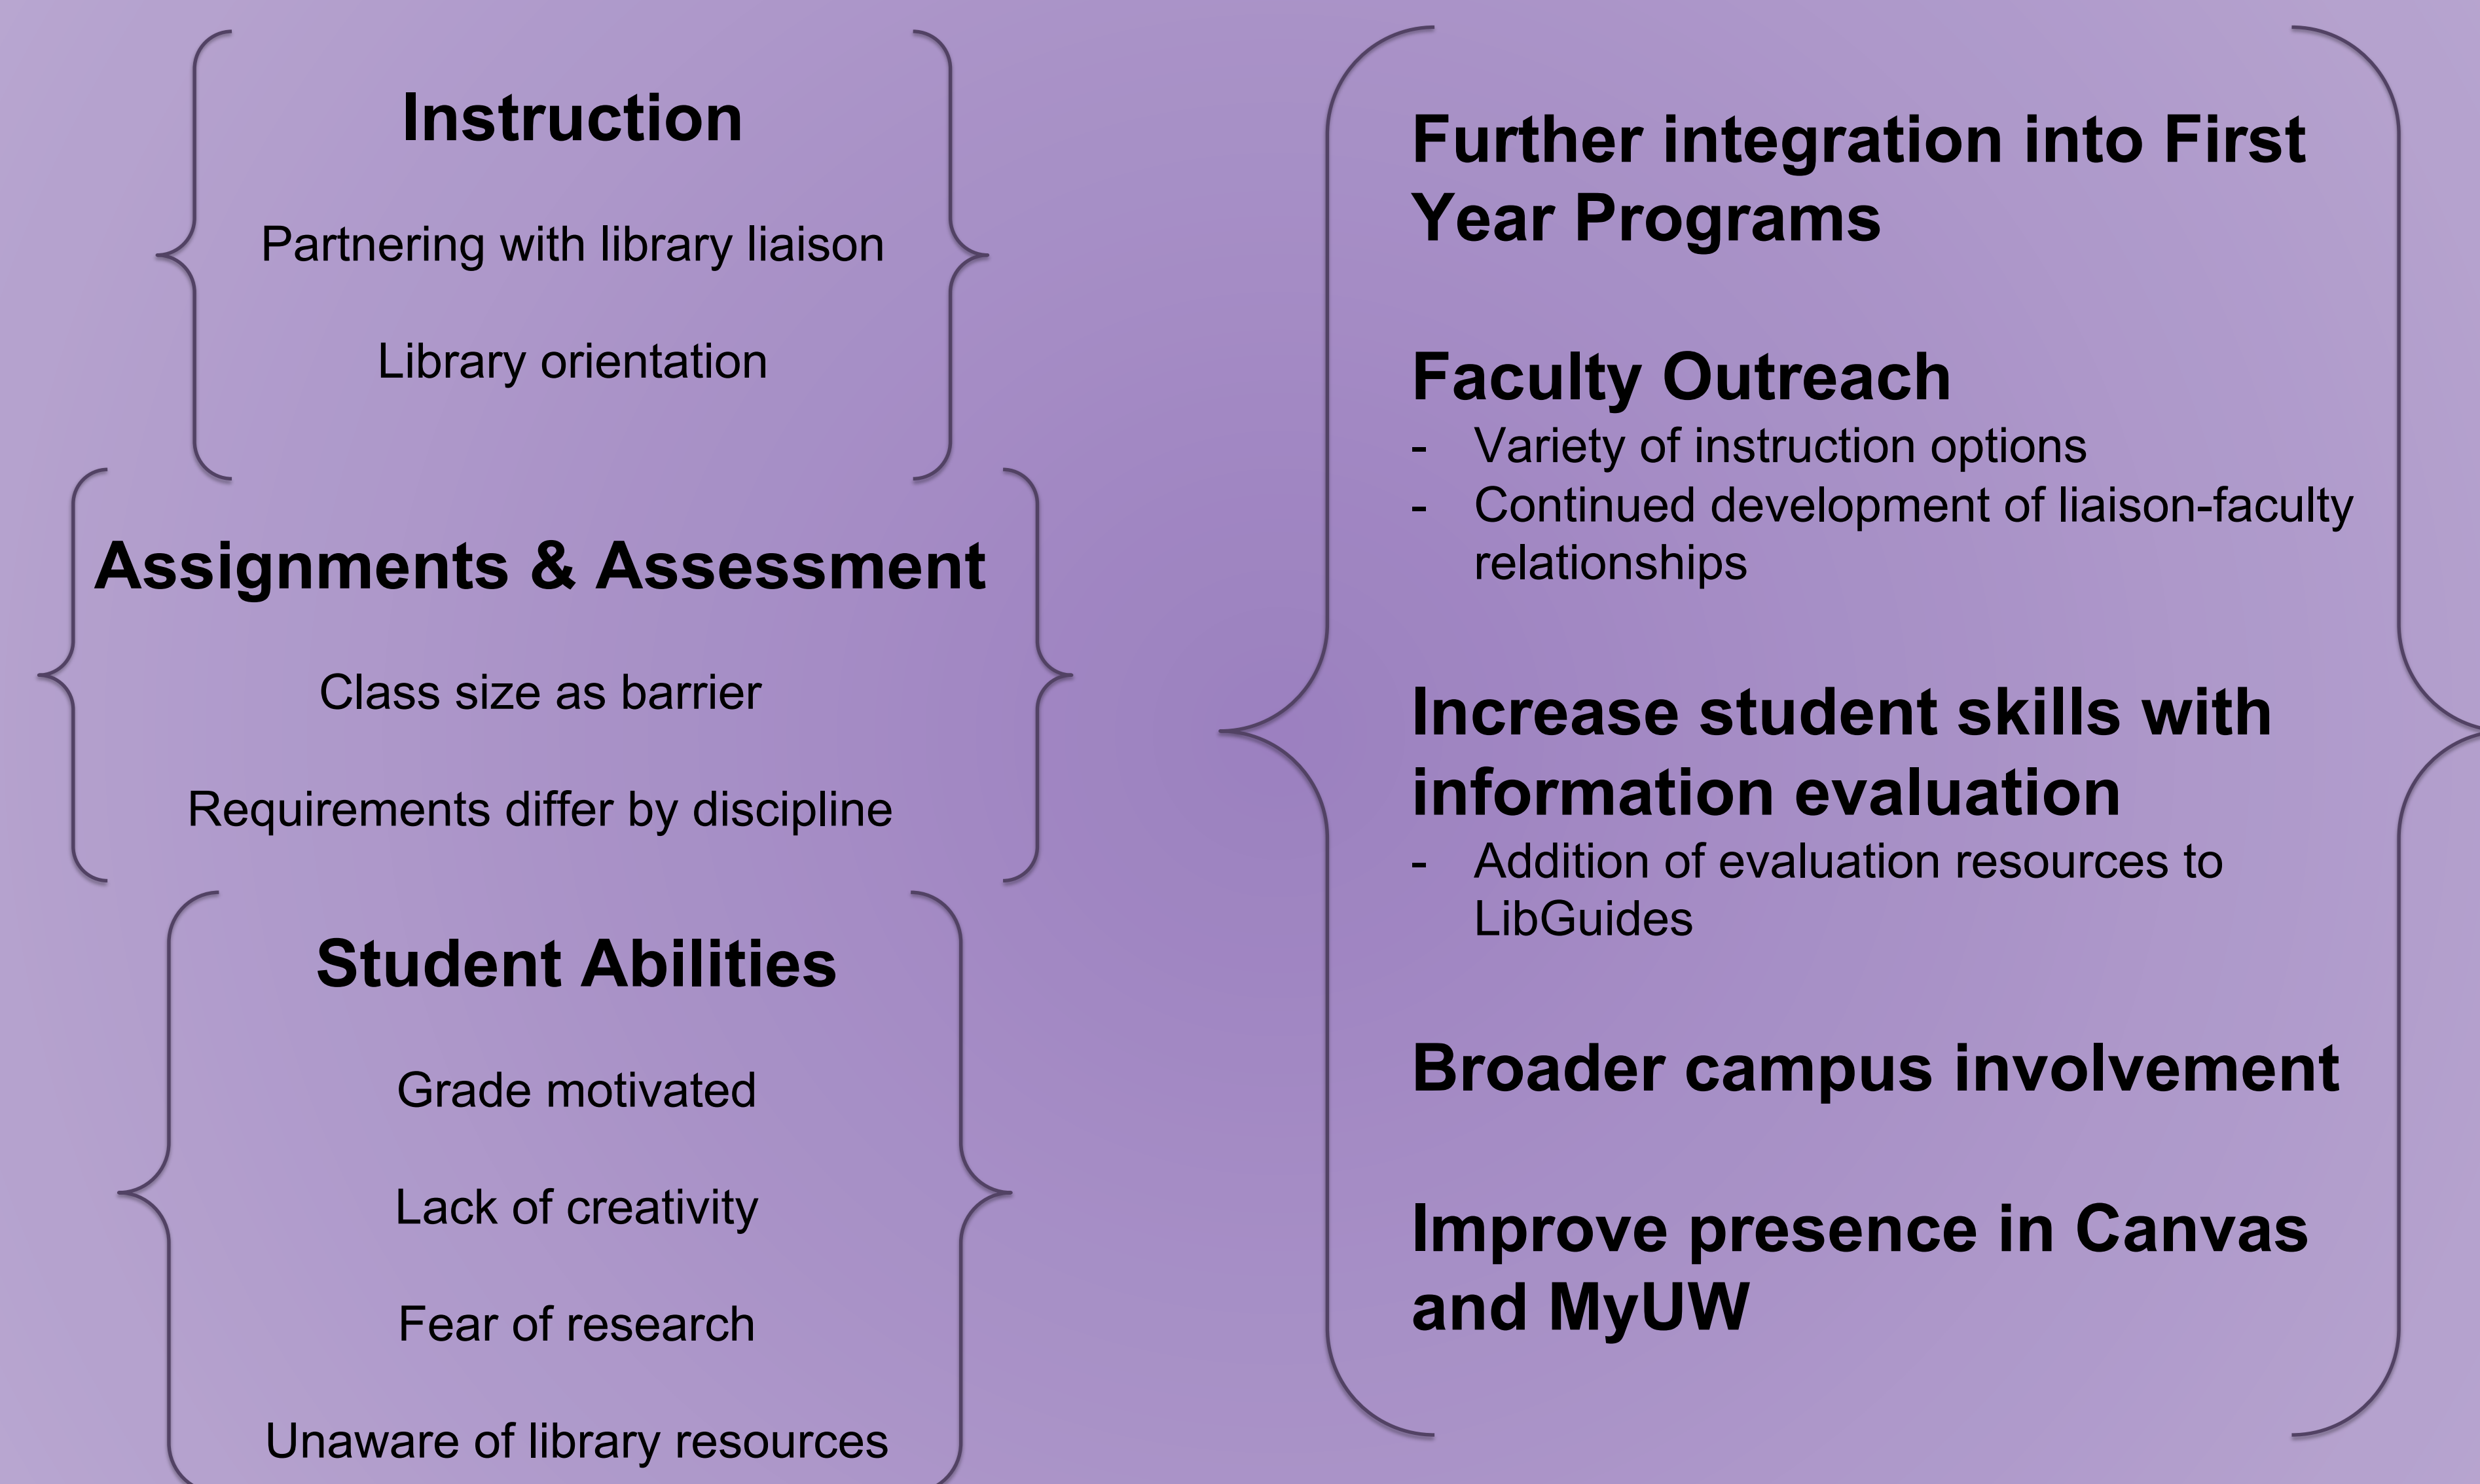 Instruction
Partnering with library liaison
Library orientation
Assignments & Assessment
Class size as barrier
Requirements differ by discipline
Student Abilities
Grade motivated
Lack of creativity
Fear of research
Unaware of library resources
Further integration into First
Year Programs
Faculty Outreach
- Variety of instruction options
- Continued development of liaison-faculty
relationships
Increase student skills with
information evaluation
- Addition of evaluation resources to
LibGuides
Broader campus involvement
Improve presence in Canvas
and MyUW